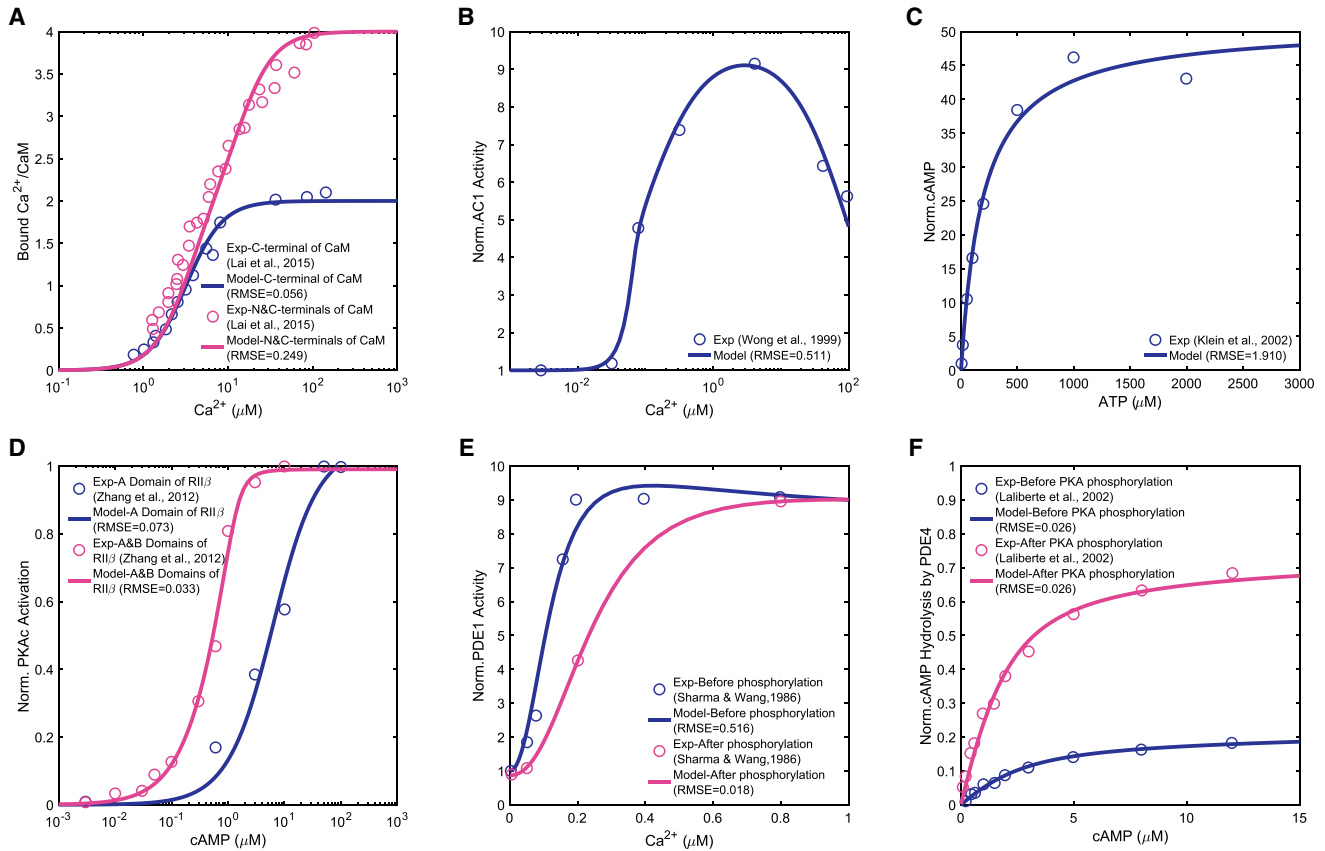 A
Bound Ca²⁺/CaM
4
3.5
3
2.5
2
1.5
1
0.5
0
10⁻¹
10⁰
10¹
10²
10³
Ca²⁺ (μM)
Exp-C-terminal of CaM
(Lai et al., 2015)
Model-C-terminal of CaM
(RMSE=0.056)
Exp-N&C-terminals of CaM
(Lai et al., 2015)
Model-N&C-terminals of CaM
(RMSE=0.249)
B
Norm.AC1 Activity
10
9
8
7
6
5
4
3
2
1
10⁻²
10⁰
10²
Ca²⁺ (μM)
Exp (Wong et al., 1999)
Model (RMSE=0.511)
C
Norm.cAMP
50
45
40
35
30
25
20
15
10
5
0
0
500
1000
1500
2000
2500
3000
ATP (μM)
Exp (Klein et al., 2002)
Model (RMSE=1.910)
D
Norm. PKAc Activation
1
0.8
0.6
0.4
0.2
0
10⁻³
10⁻²
10⁻¹
10⁰
10¹
10²
10³
cAMP (μM)
Exp-A Domain of RIIβ
(Zhang et al., 2012)
Model-A Domain of RIIβ
(RMSE=0.073)
Exp-A&B Domains of
RIIβ (Zhang et al., 2012)
Model-A&B Domains of
RIIβ (RMSE=0.033)
E
Norm.PDE1 Activity
10
9
8
7
6
5
4
3
2
1
0
0
0.2
0.4
0.6
0.8
1
Ca²⁺ (μM)
Exp-Before phosphorylation
(Sharma & Wang,1986)
Model-Before phosphorylation
(RMSE=0.516)
Exp-After phosphorylation
(Sharma & Wang,1986)
Model-After phosphorylation
(RMSE=0.018)
F
Norm.cAMP Hydrolysis by PDE4
1
0.9
0.8
0.7
0.6
0.5
0.4
0.3
0.2
0.1
0
0
5
10
15
cAMP (μM)
Exp-Before PKA phosphorylation
(Laliberte et al., 2002)
Model-Before PKA phosphorylation
(RMSE=0.026)
Exp-After PKA phosphorylation
(Laliberte et al., 2002)
Model-After PKA phosphorylation
(RMSE=0.026)